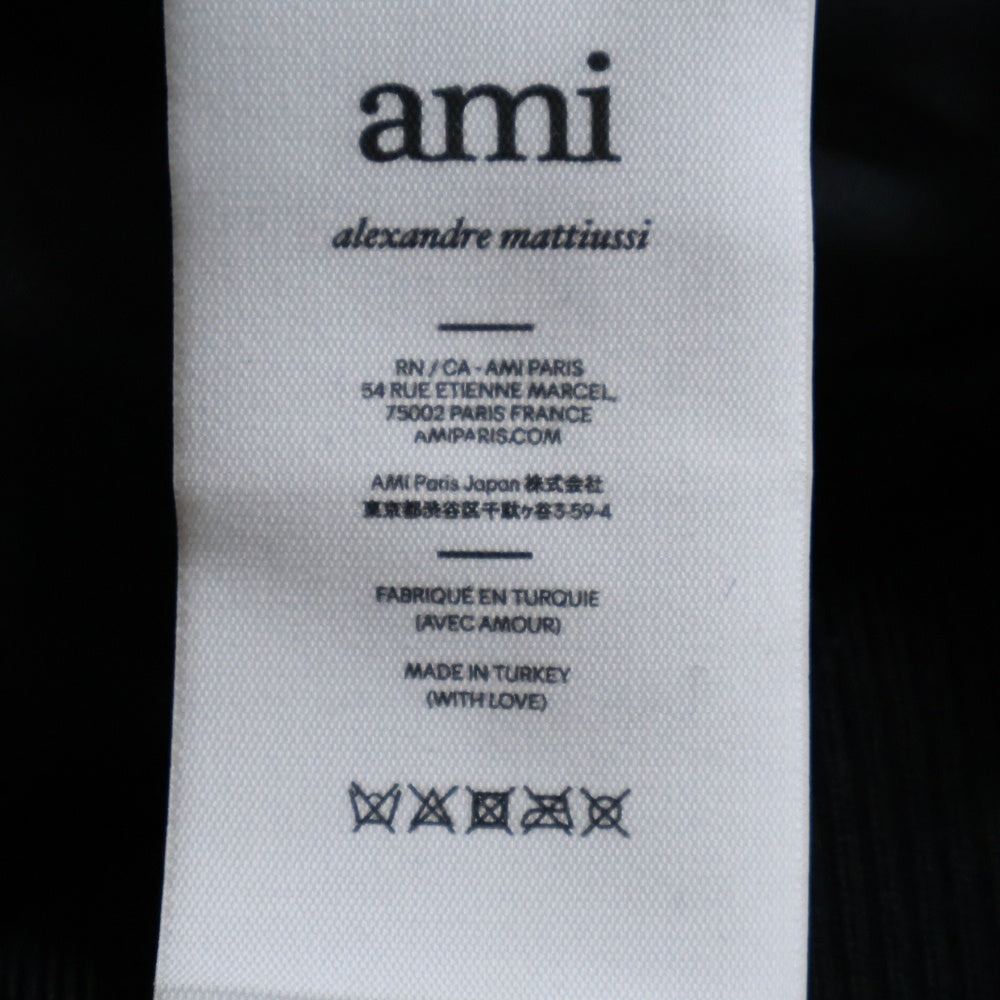 ami
alexandre mattiussi
RN / CA - AMI PARIS
54 RUE ETIENNE MARCEL,
75002 PARIS FRANCE
AMIPARIS.COM
AMI Paris Japan 株式会社
東京都渋谷区千駄ヶ谷3-59-4
FABRIQUÉ EN TURQUIE
(AVEC AMOUR)
MADE IN TURKEY
(WITH LOVE)